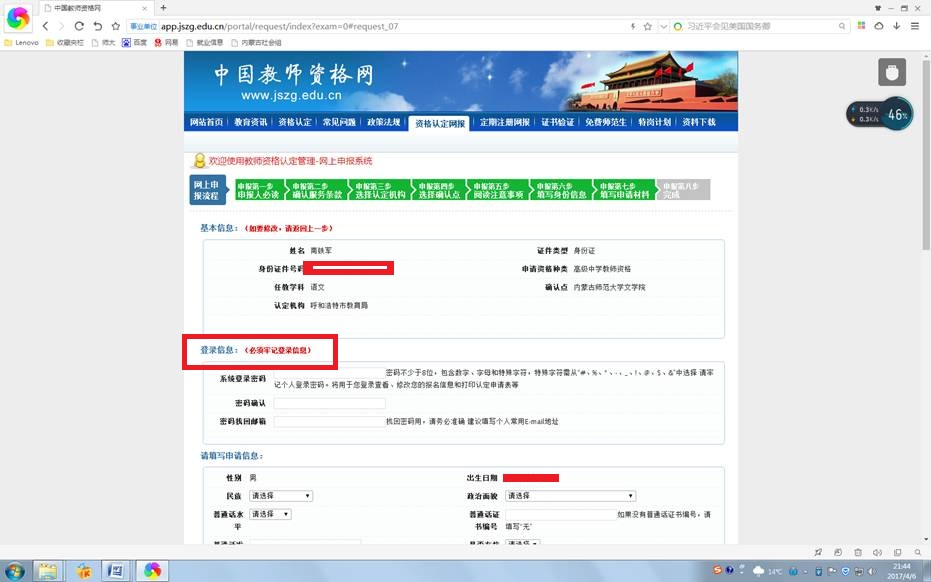 中国教师资格网
app.jszg.edu.cn/portal/request/index?exam=0#request_07
习近平会见美国国务卿
Lenovo 收藏夹栏 师大 百度 网易 就业信息 内蒙古社会组
中国教师资格网
www.jszg.edu.cn
网站首页 教育资讯 资格认定 常见问题 政策法规 资格认定网报 定期注册网报 证书验证 免费师范生 特岗计划 资料下载
0.3K/s
0.3K/s
46%
欢迎使用教师资格认定管理-网上申报系统
网上申报流程
申报第一步 申报第二步 申报第三步 申报第四步 申报第五步 申报第六步 申报第七步 申报第八步
申报人必读 确认服务条款 选择认定机构 选择确认点 阅读注意事项 填写身份信息 填写申请材料 完成
基本信息：（如要修改，请返回上一步）
姓名 证件类型 身份证
身份证件号码 申请资格种类 高级中学教师资格
任教学科 语文 确认点 内蒙古师范大学文学院
认定机构 呼和浩特市教育局
登录信息：（必须牢记登录信息）
系统登录密码 密码不少于8位，包含数字、字母和特殊字符，特殊字符需从"#、%、*、-、_、!、@、$、&"中选择 请牢
记个人登录密码。将用于您登录查看、修改您的报名信息和打印认定申请表等
密码确认
密码找回邮箱 找回密码用，请务必准确 建议填写个人常用E-mail地址
请填写申请信息：
性别 男 出生日期
民族 请选择 政治面貌 请选择
普通话水平 请选择 普通话证书编号 如果没有普通话证书编号，请填写"无"
请选择
14℃
21:44
2017/4/6